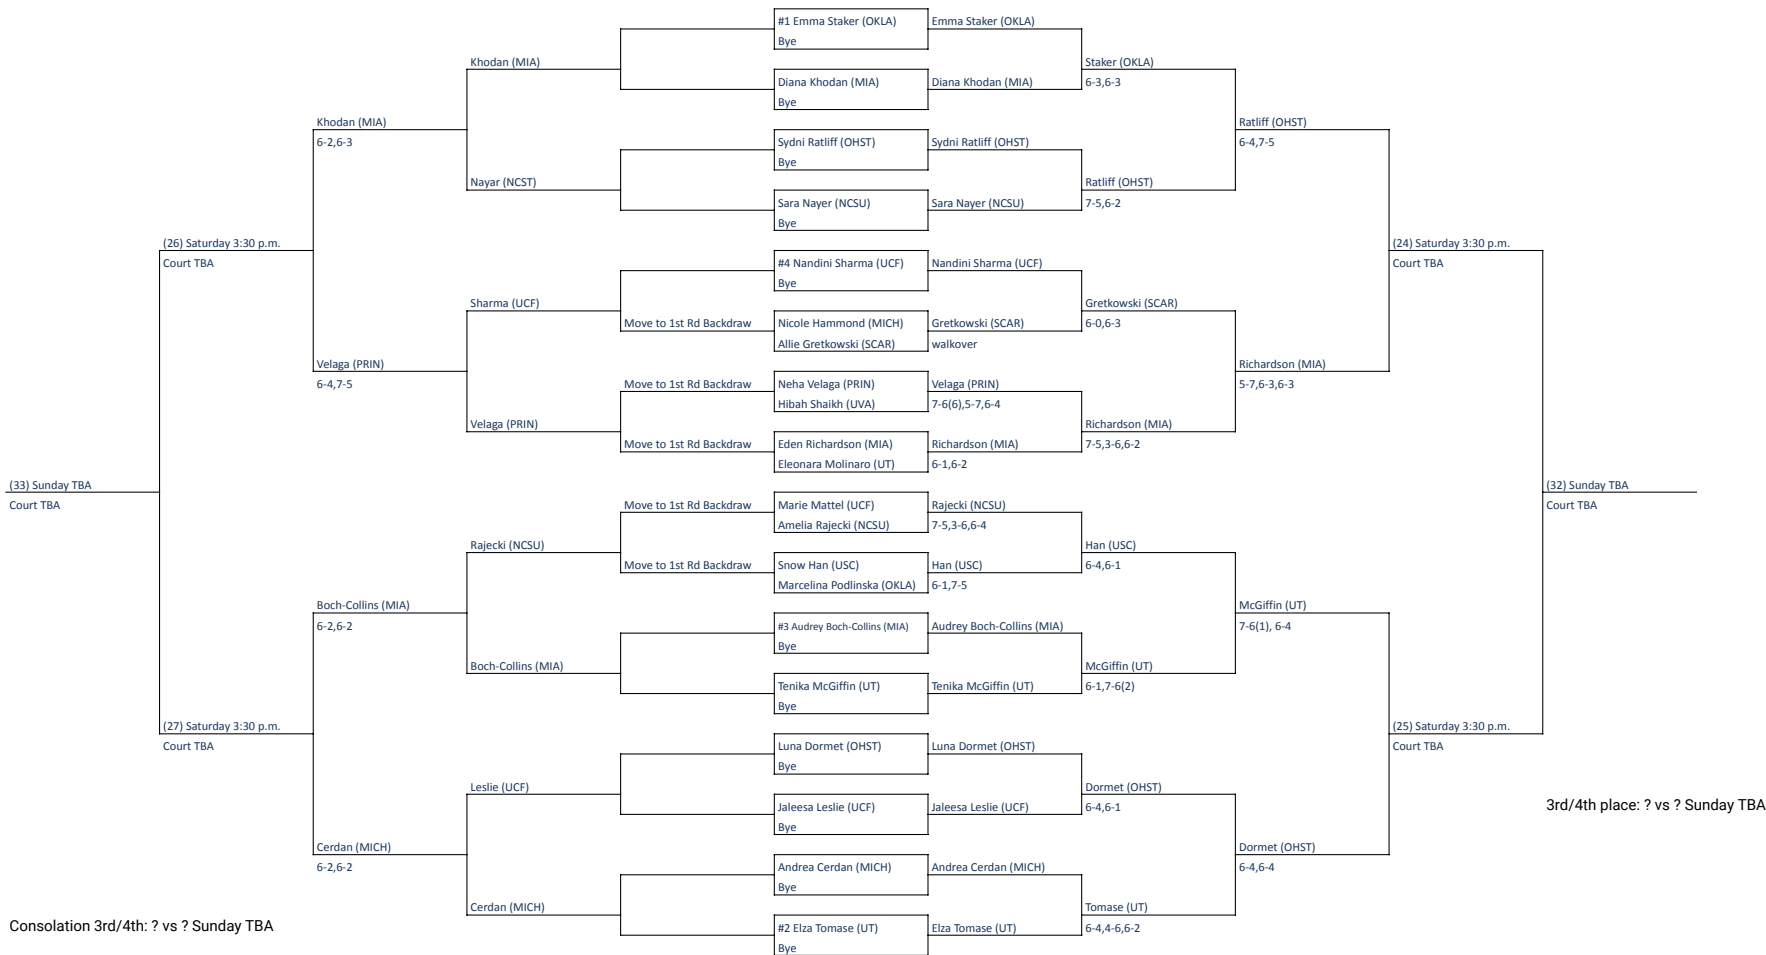 #1 Emma Staker (OKLA)
Emma Staker (OKLA)
Bye
Khodan (MIA)
Staker (OKLA)
Diana Khodan (MIA)
Diana Khodan (MIA)
6-3,6-3
Bye
Khodan (MIA)
Ratliff (OHST)
6-2,6-3
Sydni Ratliff (OHST)
Sydni Ratliff (OHST)
6-4,7-5
Bye
Nayar (NCST)
Ratliff (OHST)
Sara Nayer (NCSU)
Sara Nayer (NCSU)
7-5,6-2
Bye
(26) Saturday 3:30 p.m.
(24) Saturday 3:30 p.m.
Court TBA
#4 Nandini Sharma (UCF)
Nandini Sharma (UCF)
Court TBA
Bye
Sharma (UCF)
Gretkowski (SCAR)
Move to 1st Rd Backdraw
Nicole Hammond (MICH)
Gretkowski (SCAR)
6-0,6-3
Allie Gretkowski (SCAR)
walkover
Velaga (PRIN)
Richardson (MIA)
6-4,7-5
Move to 1st Rd Backdraw
Neha Velaga (PRIN)
Velaga (PRIN)
5-7,6-3,6-3
Hibah Shaikh (UVA)
7-6(6),5-7,6-4
Velaga (PRIN)
Richardson (MIA)
Move to 1st Rd Backdraw
Eden Richardson (MIA)
Richardson (MIA)
7-5,3-6,6-2
Eleonara Molinaro (UT)
6-1,6-2
(33) Sunday TBA
(32) Sunday TBA
Court TBA
Move to 1st Rd Backdraw
Marie Mattel (UCF)
Rajecki (NCSU)
Court TBA
Amelia Rajecki (NCSU)
7-5,3-6,6-4
Rajecki (NCSU)
Han (USC)
Move to 1st Rd Backdraw
Snow Han (USC)
Han (USC)
6-4,6-1
Marcelina Podlinska (OKLA)
6-1,7-5
Boch-Collins (MIA)
McGiffin (UT)
6-2,6-2
#3 Audrey Boch-Collins (MIA)
Audrey Boch-Collins (MIA)
7-6(1), 6-4
Bye
Boch-Collins (MIA)
McGiffin (UT)
Tenika McGiffin (UT)
Tenika McGiffin (UT)
6-1,7-6(2)
Bye
(27) Saturday 3:30 p.m.
(25) Saturday 3:30 p.m.
Court TBA
Luna Dormet (OHST)
Luna Dormet (OHST)
Court TBA
Bye
Leslie (UCF)
Dormet (OHST)
Jaleesa Leslie (UCF)
Jaleesa Leslie (UCF)
6-4,6-1
3rd/4th place: ? vs ? Sunday TBA
Bye
Cerdan (MICH)
Dormet (OHST)
6-2,6-2
Andrea Cerdan (MICH)
Andrea Cerdan (MICH)
6-4,6-4
Bye
Cerdan (MICH)
Tomase (UT)
Consolation 3rd/4th: ? vs ? Sunday TBA
#2 Elza Tomase (UT)
Elza Tomase (UT)
6-4,4-6,6-2
Bye